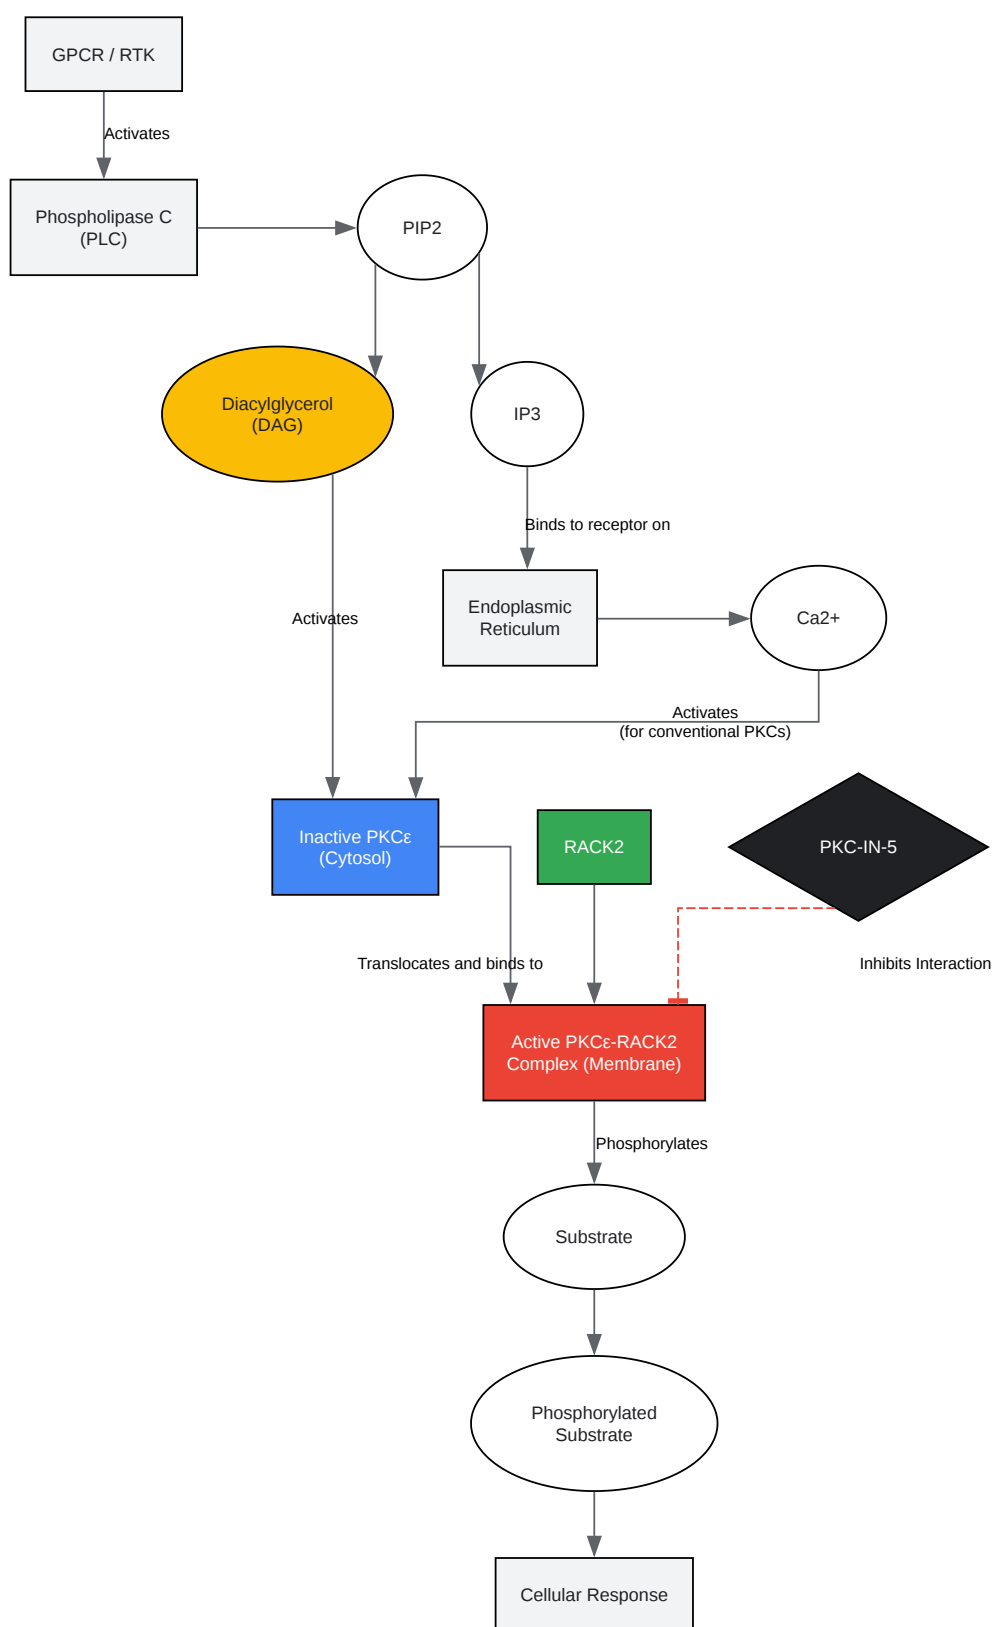 GPCR / RTK
Activates
Phospholipase C
(PLC)
PIP2
Diacylglycerol
(DAG)
IP3
Binds to receptor on
Endoplasmic
Reticulum
Ca2+
Activates
Activates
(for conventional PKCs)
Inactive PKCε
(Cytosol)
RACK2
PKC-IN-5
Translocates and binds to
Inhibits Interaction
Active PKCε-RACK2
Complex (Membrane)
Phosphorylates
Substrate
Phosphorylated
Substrate
Cellular Response